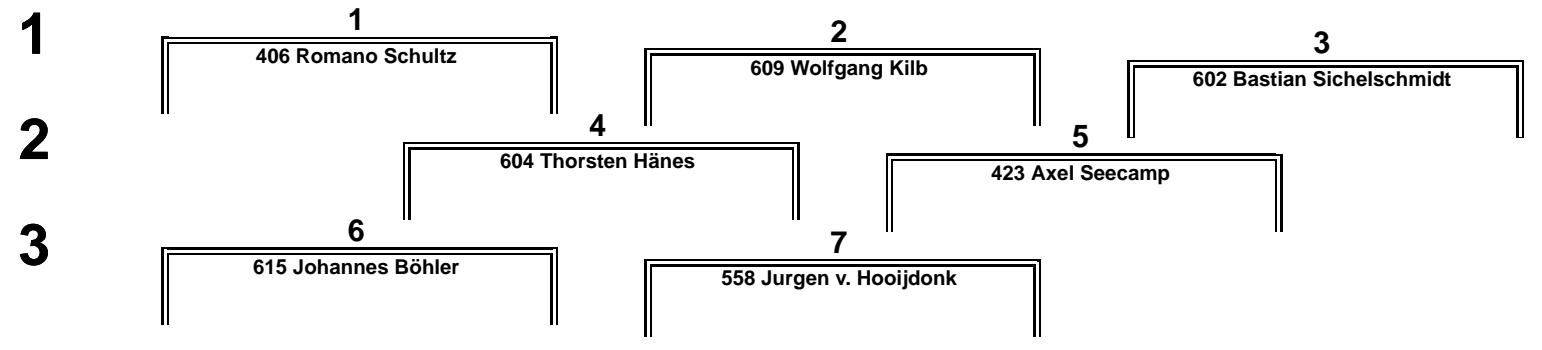 1
1
406 Romano Schultz
2
609 Wolfgang Kilb
3
602 Bastian Sichelschmidt
2
4
604 Thorsten Hänes
5
423 Axel Seecamp
3
6
615 Johannes Böhler
7
558 Jurgen v. Hooijdonk